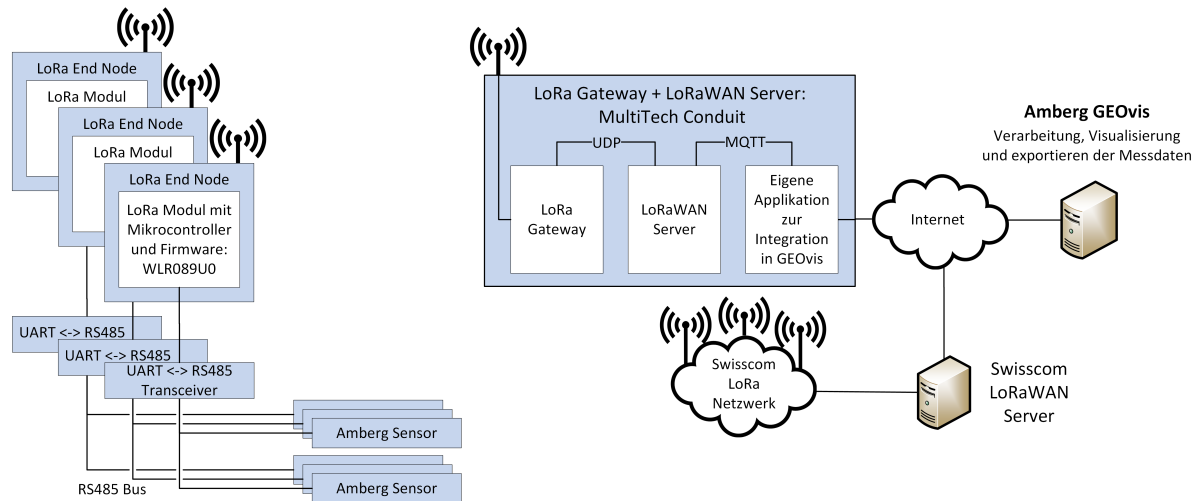 LoRa End Node
LoRa Modul
LoRa End Node
LoRa Modul
LoRa End Node
LoRa Modul mit
Mikrocontroller
und Firmware:
WLR089U0
UART <-> RS485
UART <-> RS485
UART <-> RS485
Transceiver
Amberg Sensor
Amberg Sensor
RS485 Bus
LoRa Gateway + LoRaWAN Server:
MultiTech Conduit
UDP
MQTT
LoRa
Gateway
LoRaWAN
Server
Eigene
Applikation
zur
Integration
in GEOvis
Internet
Amberg GEOvis
Verarbeitung, Visualisierung
und exportieren der Messdaten
Swisscom
LoRa
Netzwerk
Swisscom
LoRaWAN
Server